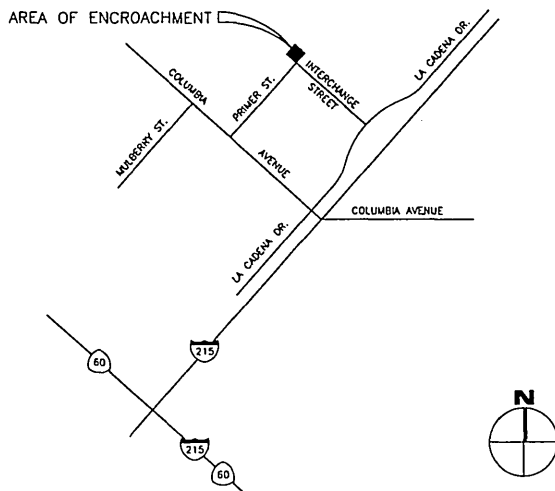 AREA OF ENCROACHMENT
LA CADENA DR.
COLUMBIA
PRIMER ST.
INTERCHANGE
STREET
MULBERRY ST.
AVENUE
COLUMBIA AVENUE
LA CADENA DR.
215
60
215
60
N